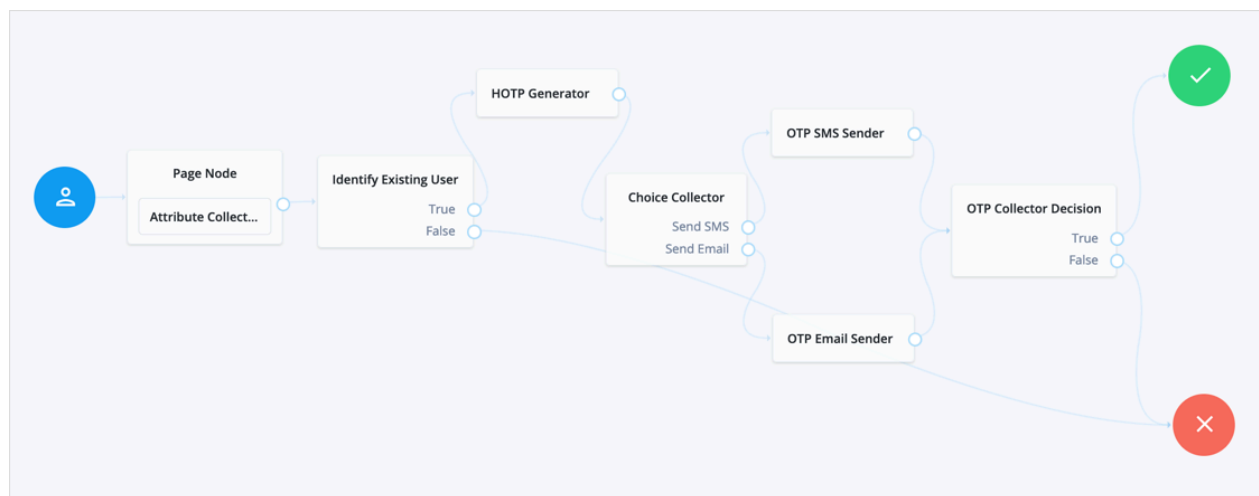 Page Node
Attribute Collect...
Identify Existing User
True
False
HOTP Generator
Choice Collector
Send SMS
Send Email
OTP SMS Sender
OTP Email Sender
OTP Collector Decision
True
False